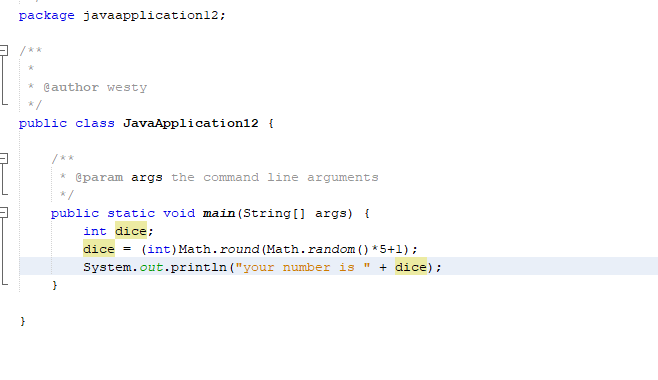 package javaapplication12;
/**
 *
 * @author westy
 */
public class JavaApplication12 {
    /**
     * @param args the command line arguments
     */
    public static void main(String[] args) {
        int dice;
        dice = (int)Math.round(Math.random()*5+1);
        System.out.println("your number is " + dice);
    }
}